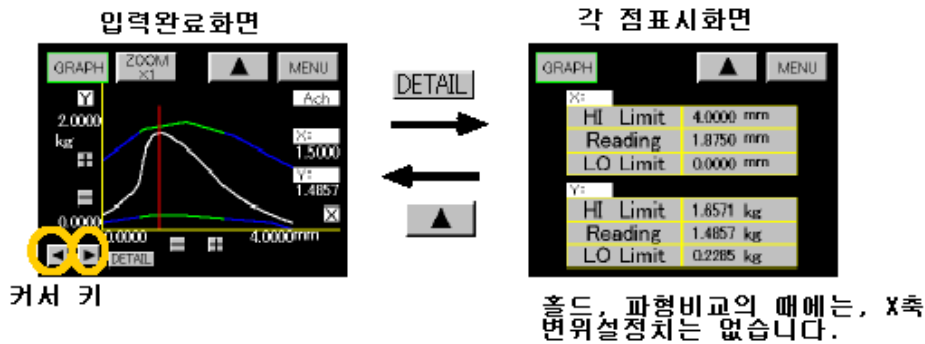 입력완료화면
각 점표시화면
GRAPH ZOOM X1 ▲ MENU
Y
Ach
2.0000
kg
X:
1.5000
Y:
1.4857
X
0.0000
0.0000
4.0000mm
◀ ▶ DETAIL
커서 키
DETAIL
▲
GRAPH ▲ MENU
X:
HI Limit 4.0000 mm
Reading 1.8750 mm
LO Limit 0.0000 mm
Y:
HI Limit 1.6571 kg
Reading 1.4857 kg
LO Limit 0.2285 kg
홀드, 파형비교의 때에는, X축
변위설정치는 없습니다.